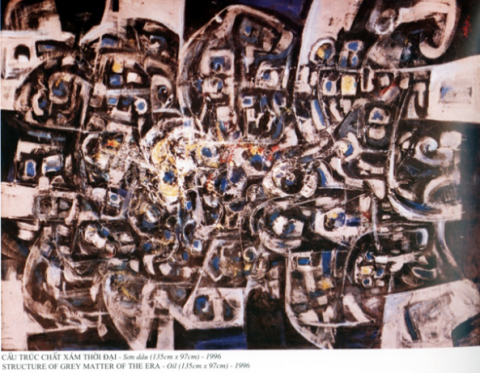 CẤU TRÚC CHẤT XÁM THỜI ĐẠI - Sơn dầu (135cm x 97cm) - 1996
STRUCTURE OF GREY MATTER OF THE ERA - Oil (135cm x 97cm) - 1996